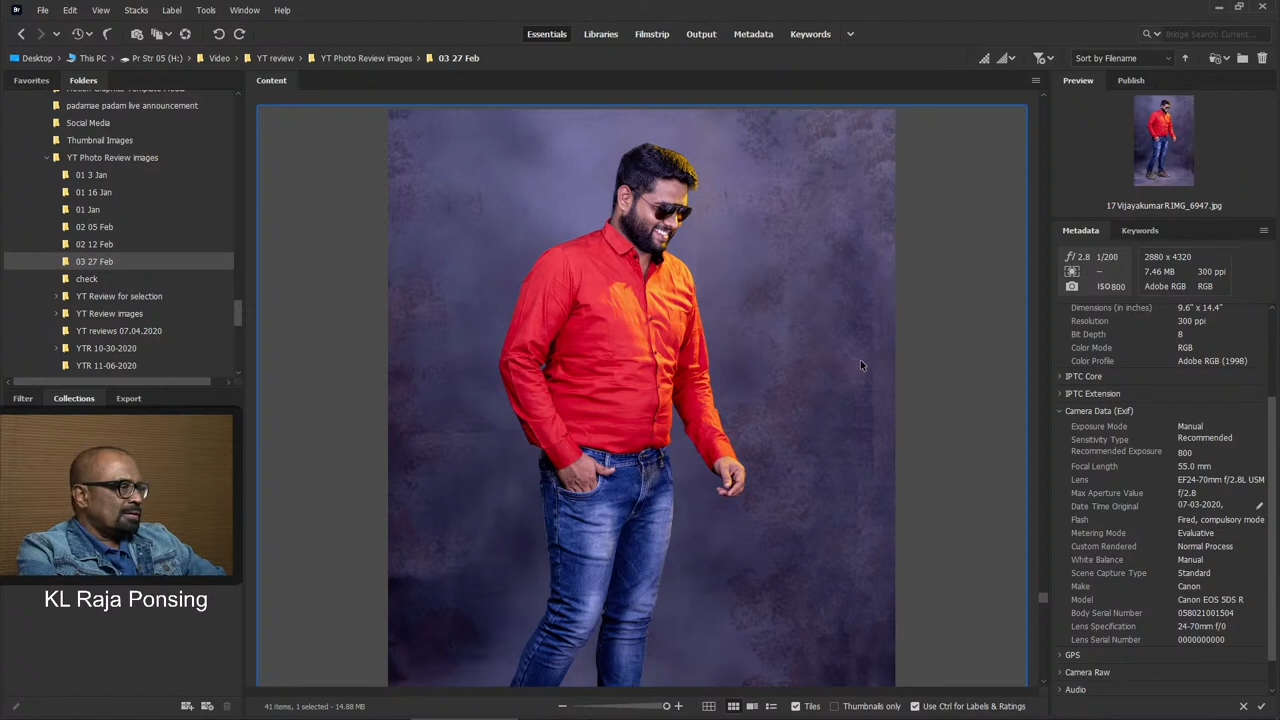 Br File Edit View Stacks Label Tools Window Help
Essentials Libraries Filmstrip Output Metadata Keywords Bridge Search: Current...
Desktop This PC Pr Str 05 (H:) Video YT review YT Photo Review images 03 27 Feb Sort by Filename
Favorites Folders
Content
Preview Publish
padamae padam live announcement
Social Media
Thumbnail Images
YT Photo Review images
01 3 Jan
01 16 Jan
01 Jan
02 05 Feb
02 12 Feb
03 27 Feb
check
YT Review for selection
YT Review images
YT reviews 07.04.2020
YTR 10-30-2020
YTR 11-06-2020
Filter Collections Export
KL Raja Ponsing
41 items, 1 selected - 14.88 MB
Tiles Thumbnails only Use Ctrl for Labels & Ratings
17 VijayakumarR IMG_6947.jpg
Metadata Keywords
f/ 2.8 1/200 2880 x 4320
-- 7.46 MB 300 ppi
ISO800 Adobe RGB RGB
Dimensions (in inches) 9.6" x 14.4"
Resolution 300 ppi
Bit Depth 8
Color Mode RGB
Color Profile Adobe RGB (1998)
IPTC Core
IPTC Extension
Camera Data (Exif)
Exposure Mode Manual
Sensitivity Type Recommended
Recommended Exposure 800
Focal Length 55.0 mm
Lens EF24-70mm f/2.8L USM
Max Aperture Value f/2.8
Date Time Original 07-03-2020,
Flash Fired, compulsory mode
Metering Mode Evaluative
Custom Rendered Normal Process
White Balance Manual
Scene Capture Type Standard
Make Canon
Model Canon EOS 5DS R
Body Serial Number 058021001504
Lens Specification 24-70mm f/0
Lens Serial Number 0000000000
GPS
Camera Raw
Audio